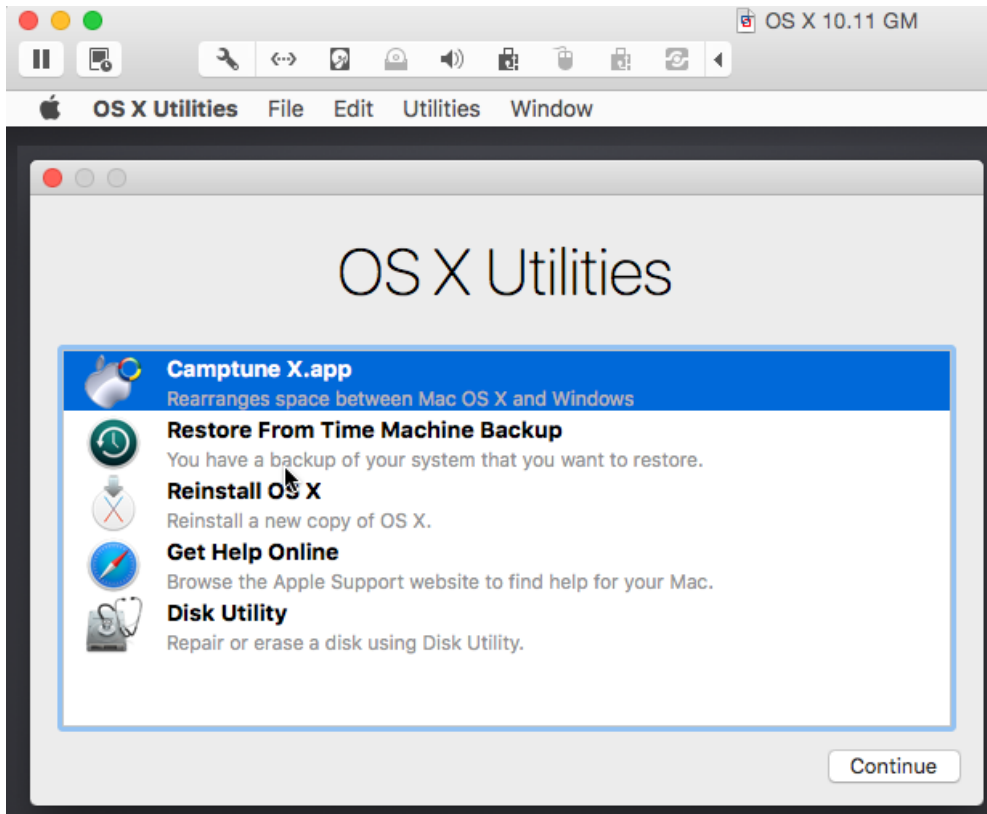 OS X 10.11 GM
OS X Utilities File Edit Utilities Window
OS X Utilities
Camptune X.app
Rearranges space between Mac OS X and Windows
Restore From Time Machine Backup
You have a backup of your system that you want to restore.
Reinstall OS X
Reinstall a new copy of OS X.
Get Help Online
Browse the Apple Support website to find help for your Mac.
Disk Utility
Repair or erase a disk using Disk Utility.
Continue